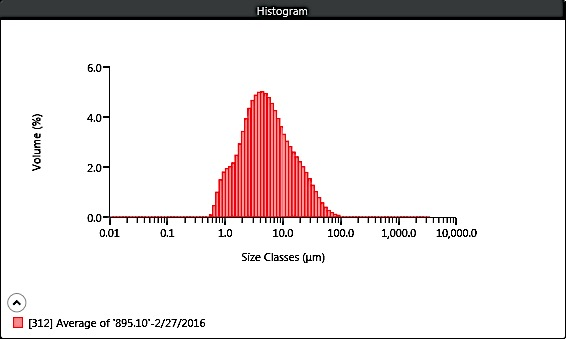 Histogram
6.0
4.0
2.0
0.0
Volume (%)
0.01 0.1 1.0 10.0 100.0 1,000.0 10,000.0
Size Classes (µm)
[312] Average of '895.10'-2/27/2016